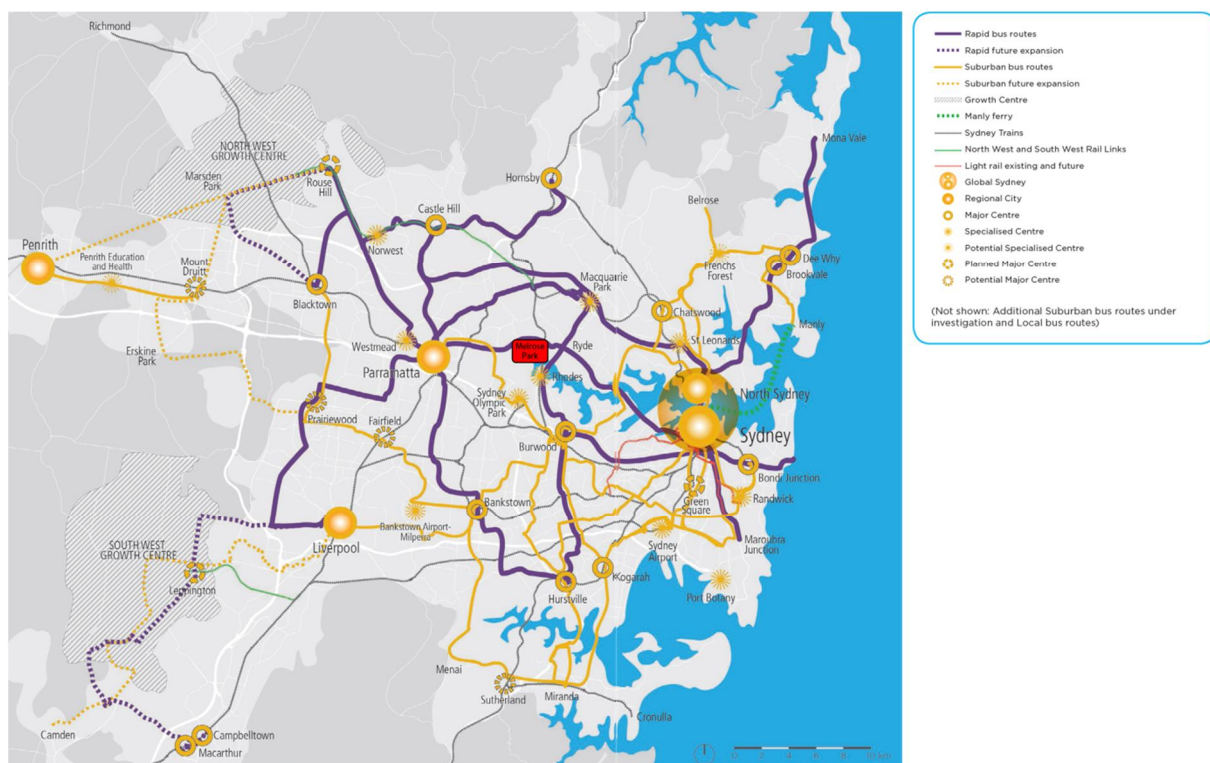 Richmond
NORTH WEST
GROWTH CENTRE
Marsden
Park
Rouse
Hill
Hornsby
Mona Vale
Castle Hill
Belrose
Penrith
Penrith Education
and Health
Mount
Druitt
Norwest
Macquarie
Park
Frenchs
Forest
Dee Why
Brookvale
Blacktown
Chatswood
Manly
Erskine
Park
Westmead
Parramatta
Melrose
Park
Ryde
St Leonards
Rhodes
Sydney
Olympic
Park
North Sydney
Prairiewood
Fairfield
Burwood
Sydney
Bondi Junction
Bankstown
Green
Square
Randwick
SOUTH WEST
GROWTH CENTRE
Liverpool
Bankstown Airport-
Milperra
Sydney
Airport
Maroubra
Junction
Leppington
Hurstville
Kogarah
Port Botany
Menai
Sutherland
Miranda
Cronulla
Camden
Campbelltown
Macarthur
0 2 4 6 8 10 km
Rapid bus routes
Rapid future expansion
Suburban bus routes
Suburban future expansion
Growth Centre
Manly ferry
Sydney Trains
North West and South West Rail Links
Light rail existing and future
Global Sydney
Regional City
Major Centre
Specialised Centre
Potential Specialised Centre
Planned Major Centre
Potential Major Centre
(Not shown: Additional Suburban bus routes under
investigation and Local bus routes)